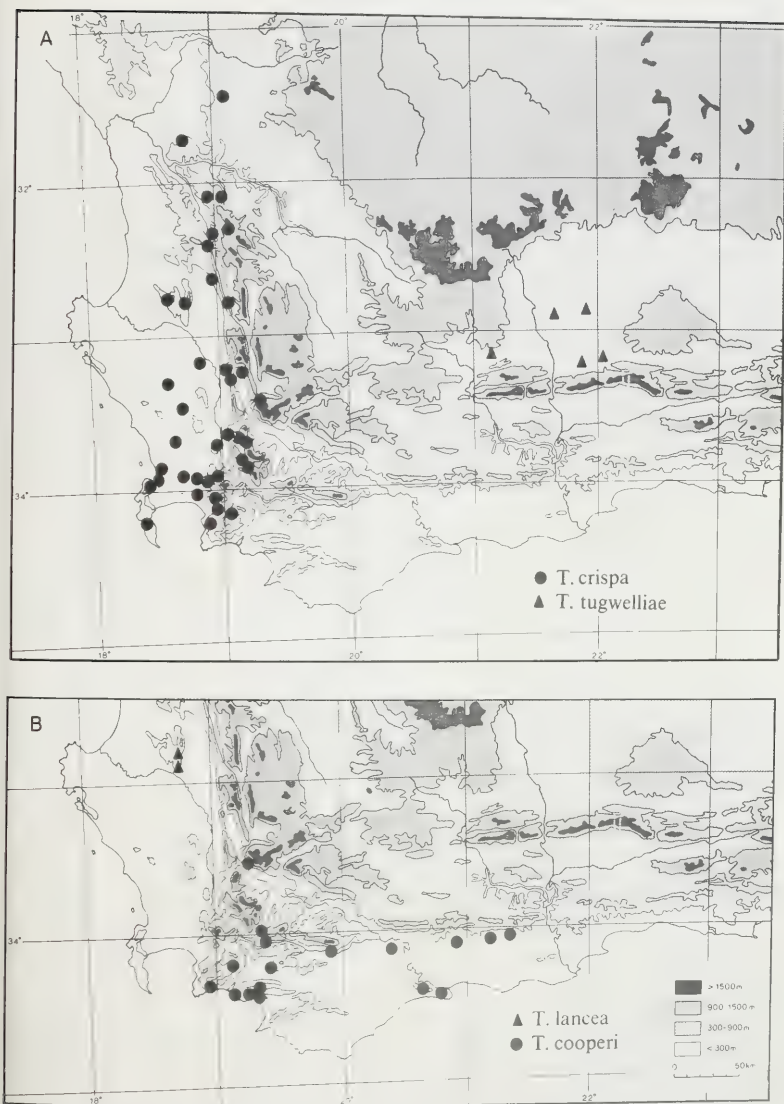 A
18°
20°
22°
32°
34°
● T. crispa
▲ T. tugwelliae
18°
20°
22°
B
34°
▲ T. lancea
● T. cooperi
> 1500m
900-1500m
300-900m
< 300m
0 50km
18°
20
22°